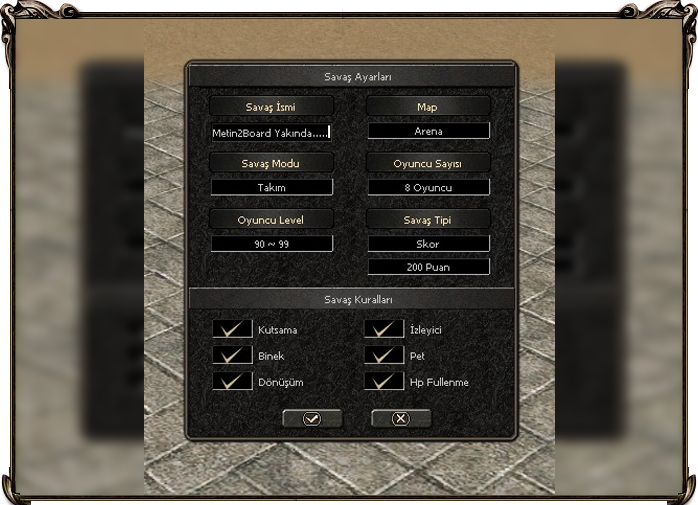 Savaş Ayarları
Savaş İsmi
Map
Metin2Board Yakında.....
Arena
Savaş Modu
Oyuncu Sayısı
Takım
8 Oyuncu
Oyuncu Level
Savaş Tipi
90 ~ 99
Skor
200 Puan
Savaş Kuralları
Kutsama
İzleyici
Binek
Pet
Dönüşüm
Hp Fullenme